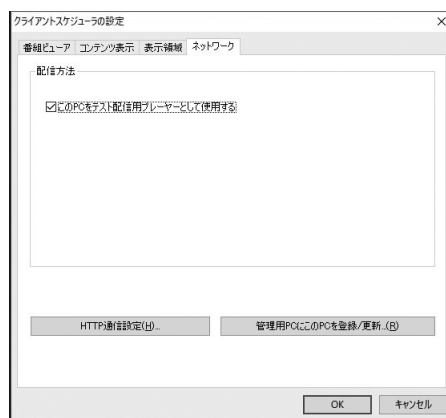 クライアントスケジューラの設定
番組ビューア コンテンツ表示 表示領域 ネットワーク
配信方法
このPCをテスト配信用プレーヤーとして使用する
HTTP通信設定(H)... 管理用PCにこのPCを登録/更新...(R)
OK キャンセル